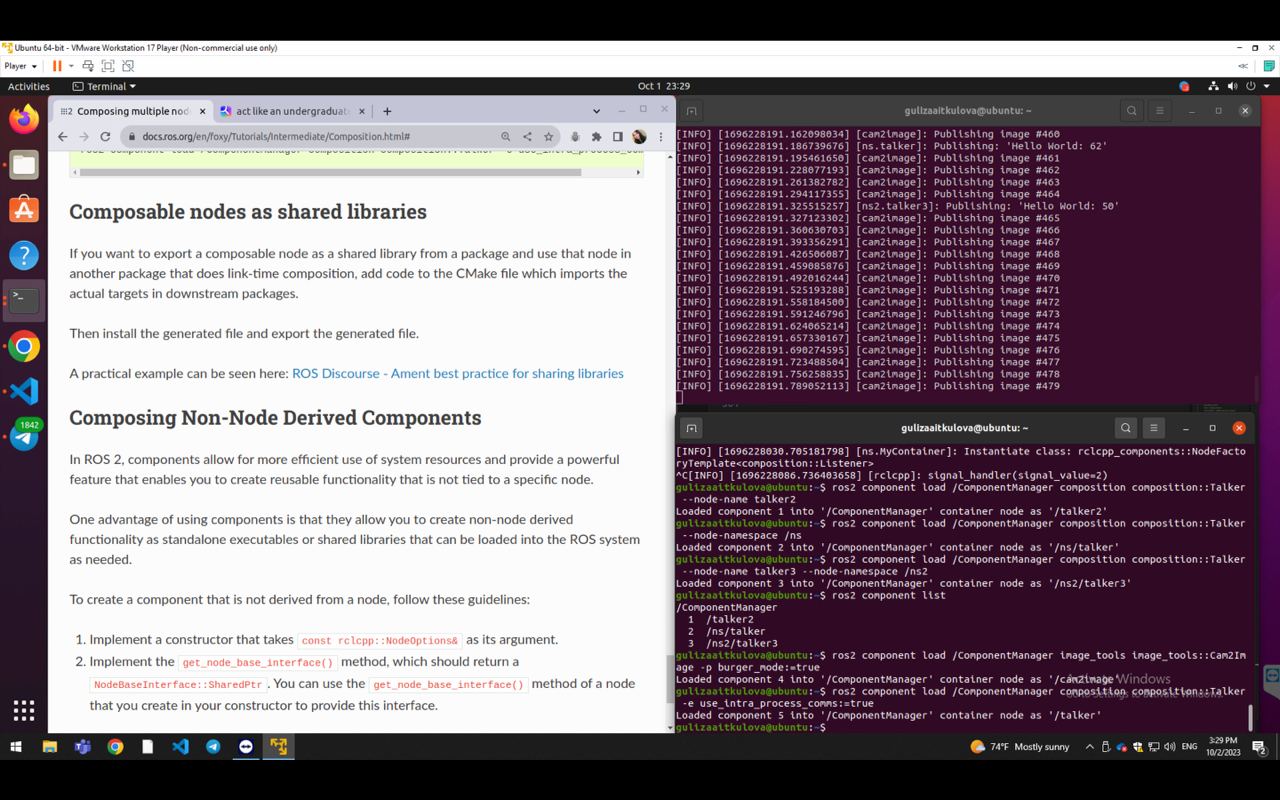 Ubuntu 64-bit - VMware Workstation 17 Player (Non-commercial use only)
Player
Activities
Terminal
Oct 1 23:29
Composing multiple nod
act like an undergraduat
docs.ros.org/en/foxy/Tutorials/Intermediate/Composition.html#
Composable nodes as shared libraries
If you want to export a composable node as a shared library from a package and use that node in
another package that does link-time composition, add code to the CMake file which imports the
actual targets in downstream packages.
Then install the generated file and export the generated file.
A practical example can be seen here: ROS Discourse - Ament best practice for sharing libraries
Composing Non-Node Derived Components
In ROS 2, components allow for more efficient use of system resources and provide a powerful
feature that enables you to create reusable functionality that is not tied to a specific node.
One advantage of using components is that they allow you to create non-node derived
functionality as standalone executables or shared libraries that can be loaded into the ROS system
as needed.
To create a component that is not derived from a node, follow these guidelines:
1. Implement a constructor that takes const rclcpp::NodeOptions& as its argument.
2. Implement the get_node_base_interface() method, which should return a
NodeBaseInterface::SharedPtr. You can use the get_node_base_interface() method of a node
that you create in your constructor to provide this interface.
1842
gulizaaitkulova@ubuntu: ~
[INFO] [1696228191.162098034] [cam2image]: Publishing image #460
[INFO] [1696228191.186739676] [ns.talker]: Publishing: 'Hello World: 62'
[INFO] [1696228191.195461650] [cam2image]: Publishing image #461
[INFO] [1696228191.228077193] [cam2image]: Publishing image #462
[INFO] [1696228191.261382782] [cam2image]: Publishing image #463
[INFO] [1696228191.294117355] [cam2image]: Publishing image #464
[INFO] [1696228191.325515257] [ns2.talker3]: Publishing: 'Hello World: 50'
[INFO] [1696228191.327123302] [cam2image]: Publishing image #465
[INFO] [1696228191.360630703] [cam2image]: Publishing image #466
[INFO] [1696228191.393356291] [cam2image]: Publishing image #467
[INFO] [1696228191.426506087] [cam2image]: Publishing image #468
[INFO] [1696228191.459085876] [cam2image]: Publishing image #469
[INFO] [1696228191.492016244] [cam2image]: Publishing image #470
[INFO] [1696228191.525193288] [cam2image]: Publishing image #471
[INFO] [1696228191.558184500] [cam2image]: Publishing image #472
[INFO] [1696228191.591246796] [cam2image]: Publishing image #473
[INFO] [1696228191.624065214] [cam2image]: Publishing image #474
[INFO] [1696228191.657330167] [cam2image]: Publishing image #475
[INFO] [1696228191.690274595] [cam2image]: Publishing image #476
[INFO] [1696228191.723488504] [cam2image]: Publishing image #477
[INFO] [1696228191.756258835] [cam2image]: Publishing image #478
[INFO] [1696228191.789052113] [cam2image]: Publishing image #479
gulizaaitkulova@ubuntu: ~
[INFO] [1696228030.705181798] [ns.MyContainer]: Instantiate class: rclcpp_components::NodeFacto
ryTemplate<composition::Listener>
^C[INFO] [1696228086.736403658] [rclcpp]: signal_handler(signal_value=2)
gulizaaitkulova@ubuntu:~$ ros2 component load /ComponentManager composition composition::Talker
--node-name talker2
Loaded component 1 into '/ComponentManager' container node as '/talker2'
gulizaaitkulova@ubuntu:~$ ros2 component load /ComponentManager composition composition::Talker
--node-namespace /ns
Loaded component 2 into '/ComponentManager' container node as '/ns/talker'
gulizaaitkulova@ubuntu:~$ ros2 component load /ComponentManager composition composition::Talker
--node-name talker3 --node-namespace /ns2
Loaded component 3 into '/ComponentManager' container node as '/ns2/talker3'
gulizaaitkulova@ubuntu:~$ ros2 component list
/ComponentManager
1 /talker2
2 /ns/talker
3 /ns2/talker3
gulizaaitkulova@ubuntu:~$ ros2 component load /ComponentManager image_tools image_tools::Cam2Im
age -p burger_mode:=true
Loaded component 4 into '/ComponentManager' container node as '/cam2image'
gulizaaitkulova@ubuntu:~$ ros2 component load /ComponentManager composition composition::Talker
-e use_intra_process_comms:=true
Loaded component 5 into '/ComponentManager' container node as '/talker'
gulizaaitkulova@ubuntu:~$
Activate Windows
Go to Settings to activate Windows.
74°F Mostly sunny
ENG
3:29 PM
10/2/2023
2